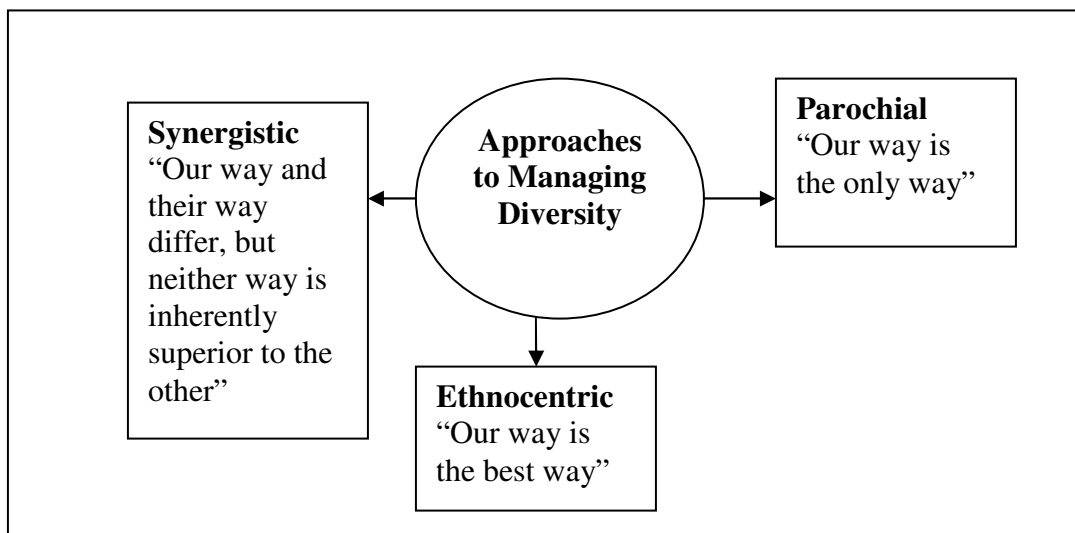 Approaches
to Managing
Diversity
Synergistic
“Our way and
their way
differ, but
neither way is
inherently
superior to the
other”
Parochial
“Our way is
the only way”
Ethnocentric
“Our way is
the best way”